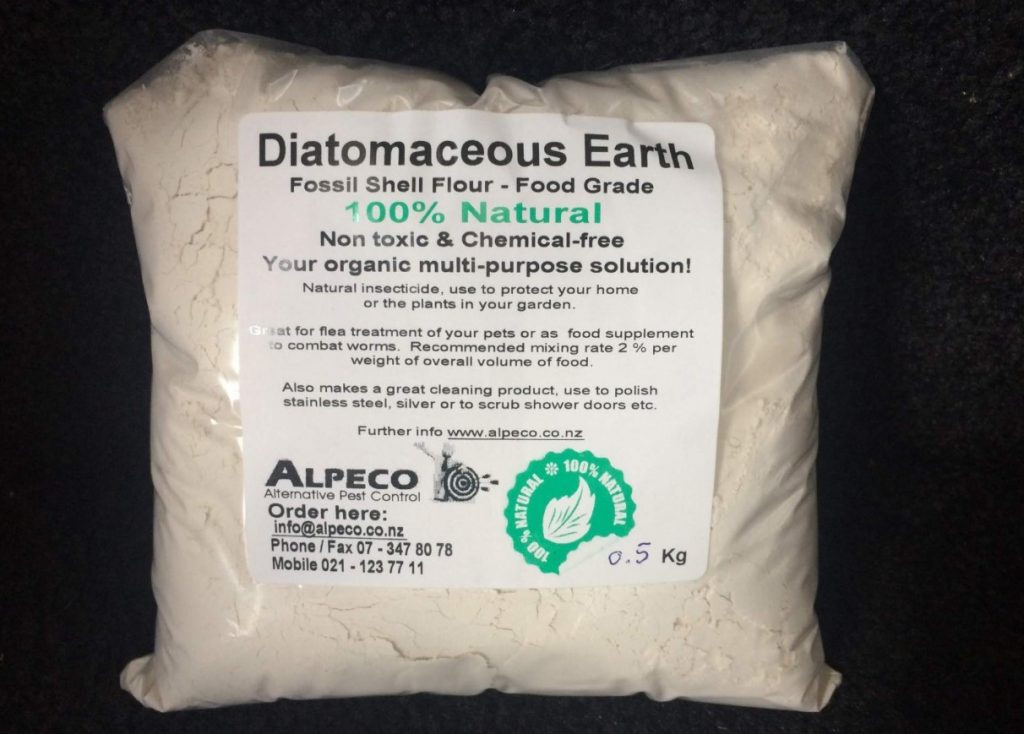 Diatomaceous Earth
Fossil Shell Flour - Food Grade
100% Natural
Non toxic & Chemical-free
Your organic multi-purpose solution!
Natural insecticide, use to protect your home
or the plants in your garden.
Great for flea treatment of your pets or as food supplement
to combat worms. Recommended mixing rate 2 % per
weight of overall volume of food.
Also makes a great cleaning product, use to polish
stainless steel, silver or to scrub shower doors etc.
Further info www.alpeco.co.nz
ALPECO
Alternative Pest Control
Order here:
info@alpeco.co.nz
Phone / Fax 07 - 347 80 78
Mobile 021 - 123 77 11
100% NATURAL ❋ 100% NATURAL
0.5 Kg